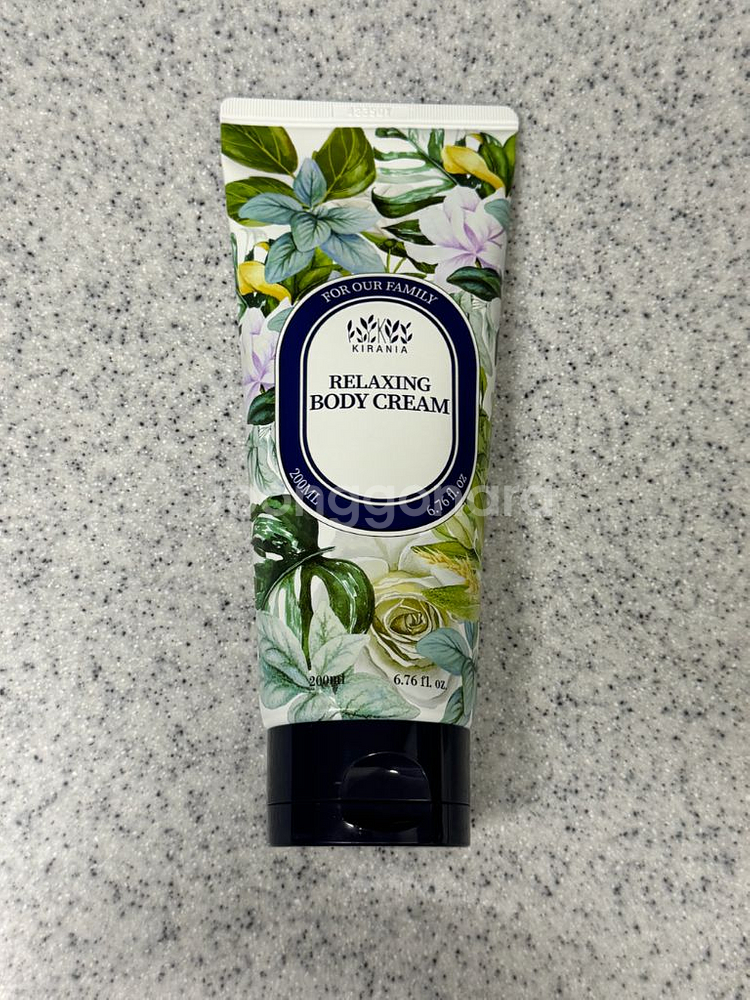 FOR OUR FAMILY
KIRANIA
RELAXING
BODY CREAM
200ML
6.76 fl. oz
200ml
6.76 fl. oz.